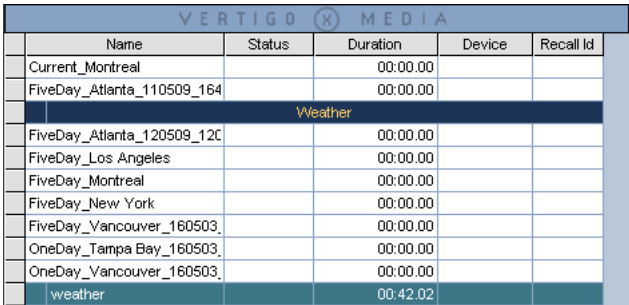 VERTIGO X MEDIA
Name Status Duration Device Recall Id
Current_Montreal 00:00.00
FiveDay_Atlanta_110509_164 00:00.00
Weather
FiveDay_Atlanta_120509_120 00:00.00
FiveDay_Los Angeles 00:00.00
FiveDay_Montreal 00:00.00
FiveDay_New York 00:00.00
FiveDay_Vancouver_160503_ 00:00.00
OneDay_Tampa Bay_160503_ 00:00.00
OneDay_Vancouver_160503_ 00:00.00
weather 00:42.02